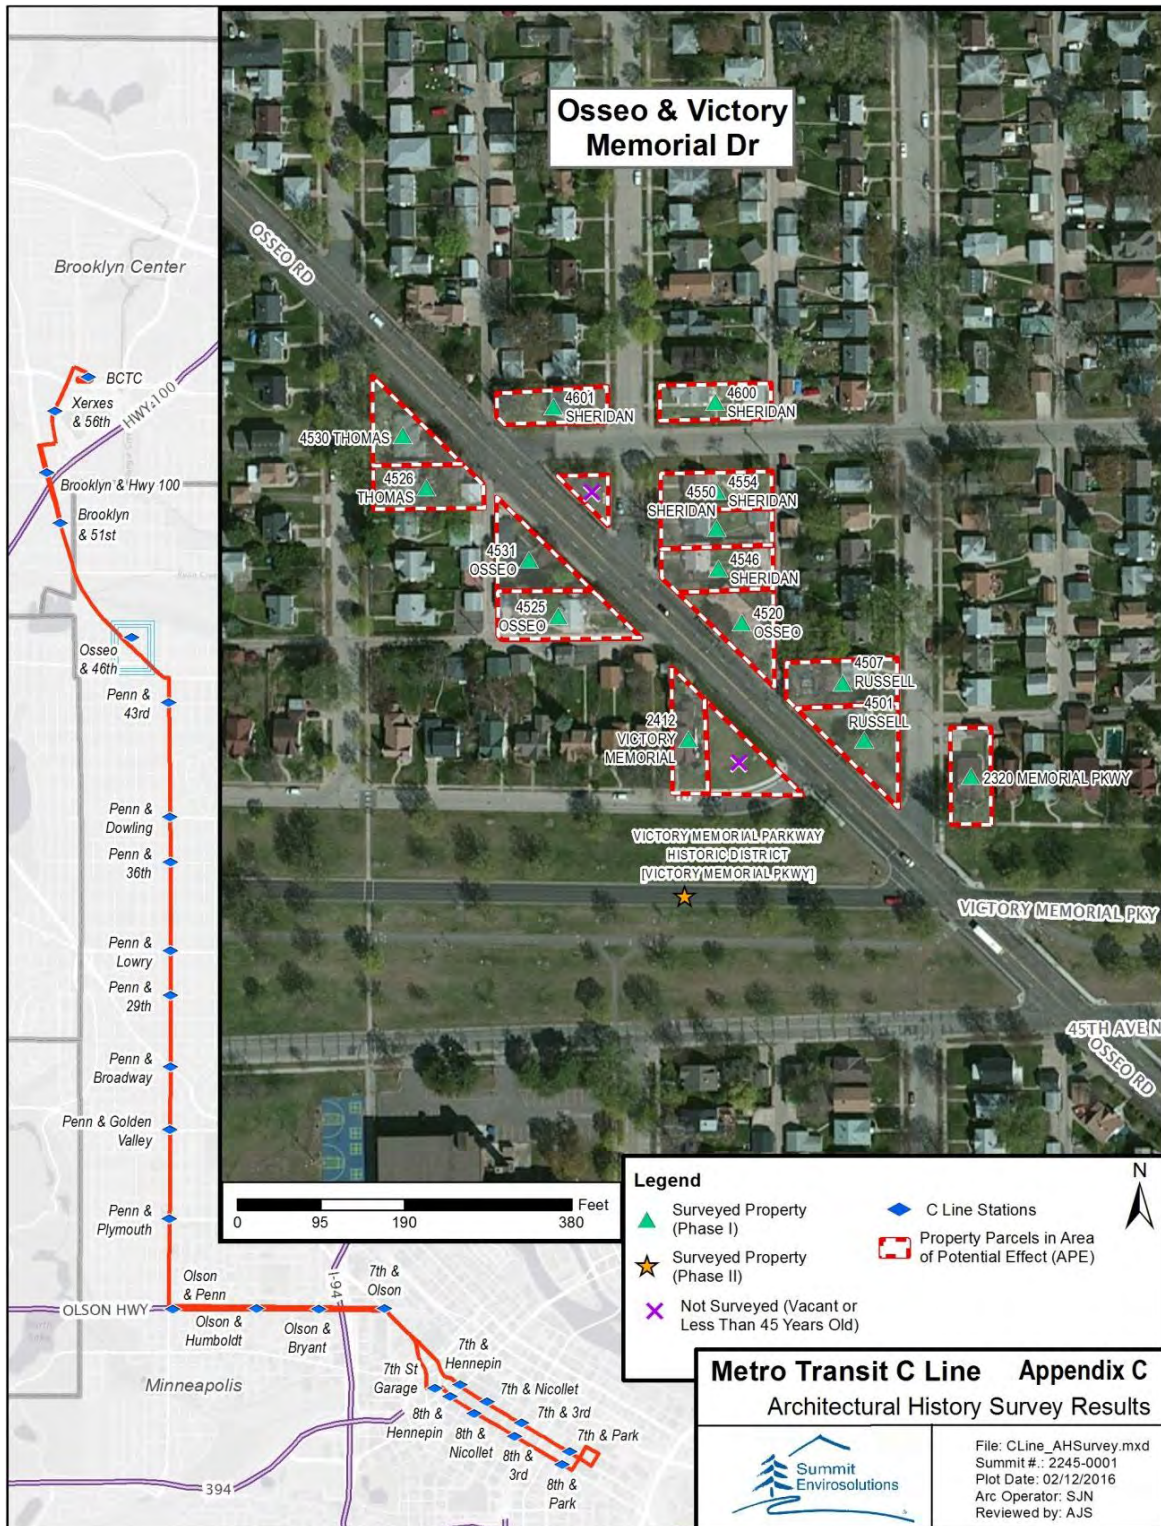 Osseo & Victory
Memorial Dr
OSSEO RD
Brooklyn Center
BCTC
Xerxes
& 56th
HWY 100
Brooklyn & Hwy 100
Brooklyn
& 51st
Osseo
& 46th
Penn &
43rd
Penn &
Dowling
Penn &
36th
Penn &
Lowry
Penn &
29th
Penn &
Broadway
Penn & Golden
Valley
Penn &
Plymouth
4601
SHERIDAN
4600
SHERIDAN
4530 THOMAS
4526
THOMAS
4554
SHERIDAN
4550
SHERIDAN
4531
OSSEO
4546
SHERIDAN
4525
OSSEO
4520
OSSEO
4507
RUSSELL
4501
RUSSELL
2412
VICTORY
MEMORIAL
2320 MEMORIAL PKWY
VICTORY MEMORIAL PARKWAY
HISTORIC DISTRICT
[VICTORY MEMORIAL PKWY]
VICTORY MEMORIAL PKY
45TH AVE N
OSSEO RD
0 95 190 380 Feet
Legend
Surveyed Property
(Phase I)
Surveyed Property
(Phase II)
Not Surveyed (Vacant or
Less Than 45 Years Old)
C Line Stations
Property Parcels in Area
of Potential Effect (APE)
N
OLSON HWY
Olson
& Penn
Olson &
Humboldt
Olson &
Bryant
I-94
7th &
Olson
Minneapolis
7th St
Garage
7th &
Hennepin
7th & Nicollet
7th & 3rd
7th & Park
8th &
Hennepin
8th &
Nicollet
8th &
3rd
8th &
Park
394
Metro Transit C Line Appendix C
Architectural History Survey Results
Summit
Envirosolutions
File: CLine_AHSurvey.mxd
Summit #.: 2245-0001
Plot Date: 02/12/2016
Arc Operator: SJN
Reviewed by: AJS